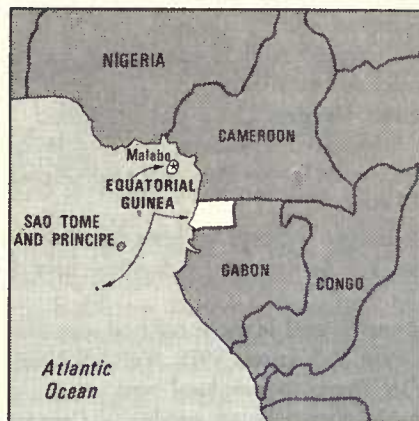 NIGERIA
CAMEROON
Malabo
EQUATORIAL
GUINEA
SAO TOME
AND PRINCIPE
GABON
CONGO
Atlantic
Ocean